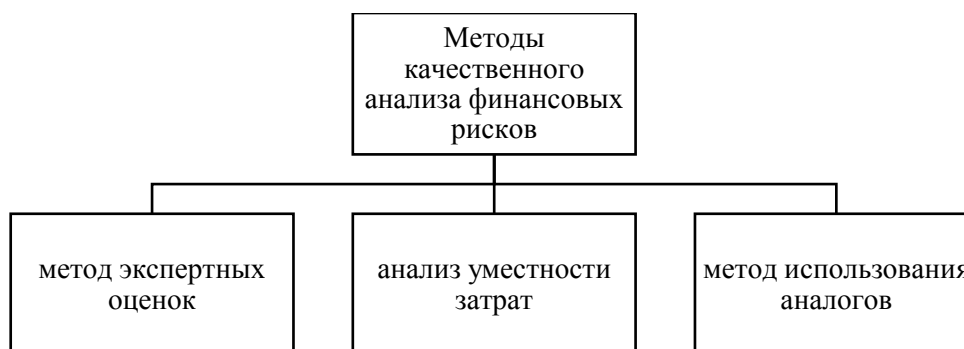 Методы
качественного
анализа финансовых
рисков
метод экспертных
оценок
анализ уместности
затрат
метод использования
аналогов